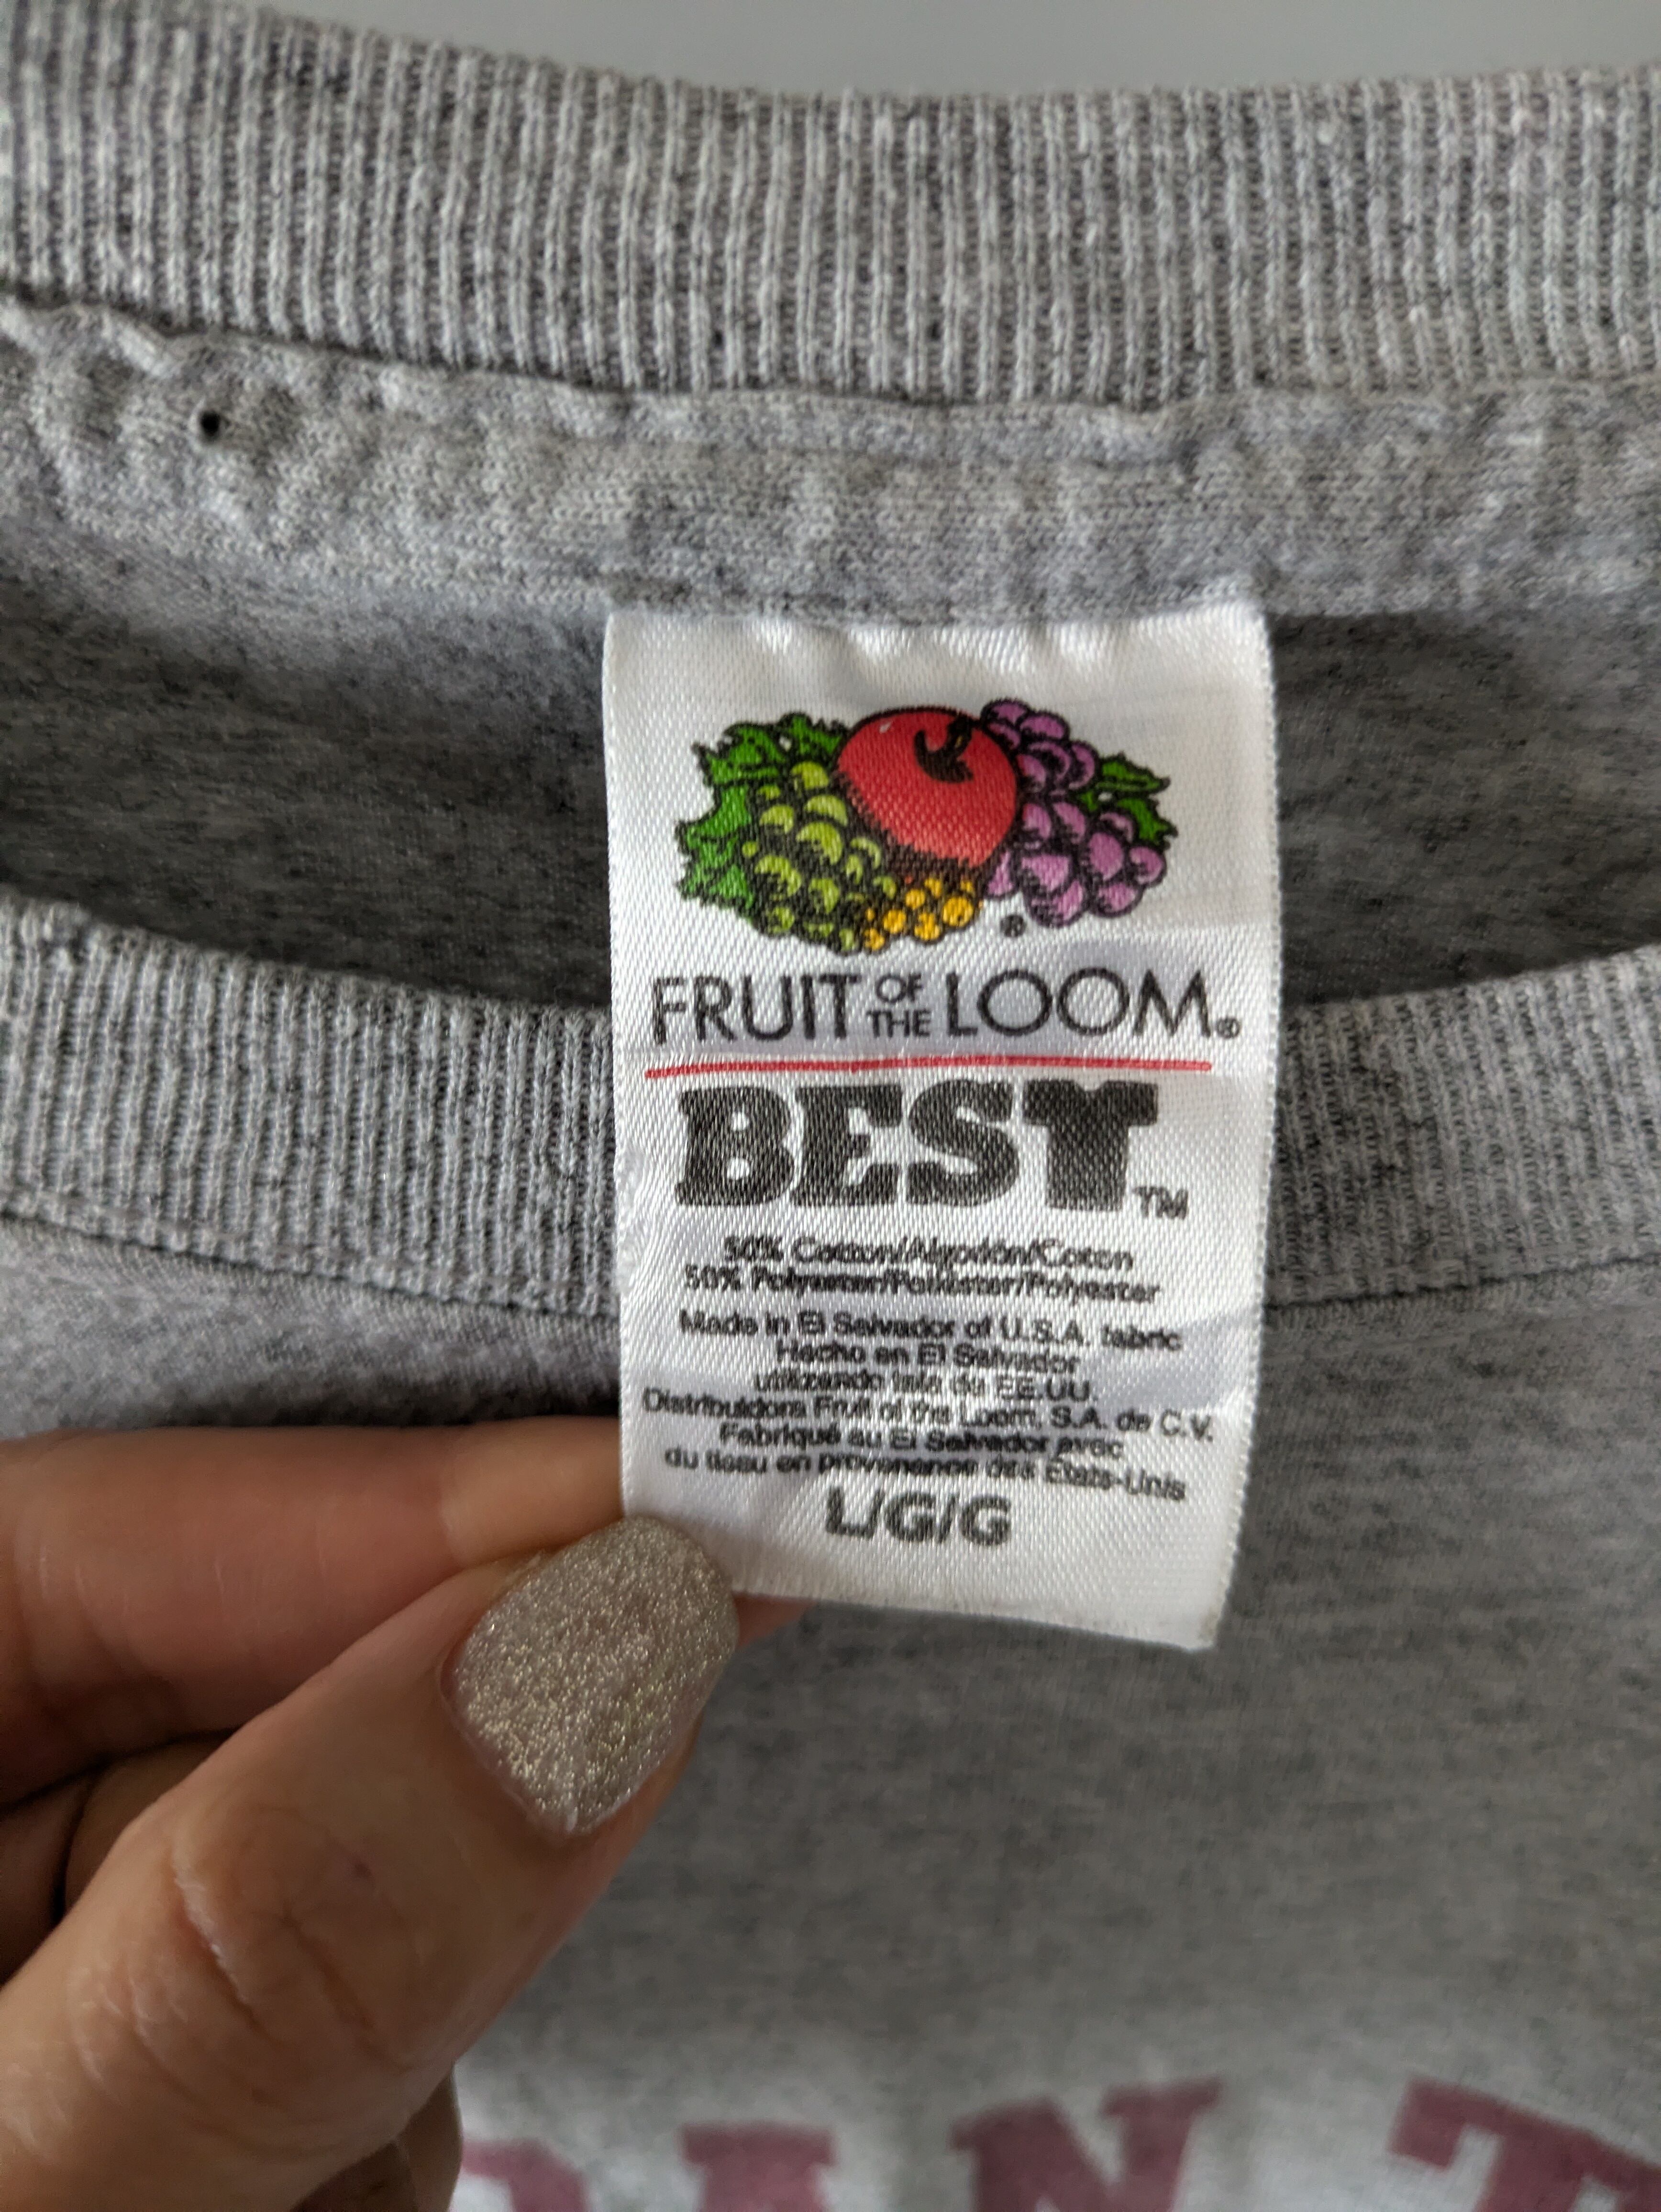 FRUIT OF THE LOOM®
BEST™
50% Cotton/Algodón/Coton
50% Polyester/Poliéster/Polyester
Made in El Salvador of U.S.A. fabric
Hecho en El Salvador
utilizando tela de EE.UU.
Distribuidora Fruit of the Loom, S.A. de C.V.
Fabriqué au El Salvador avec
du tissu en provenance des États-Unis
L/G/G